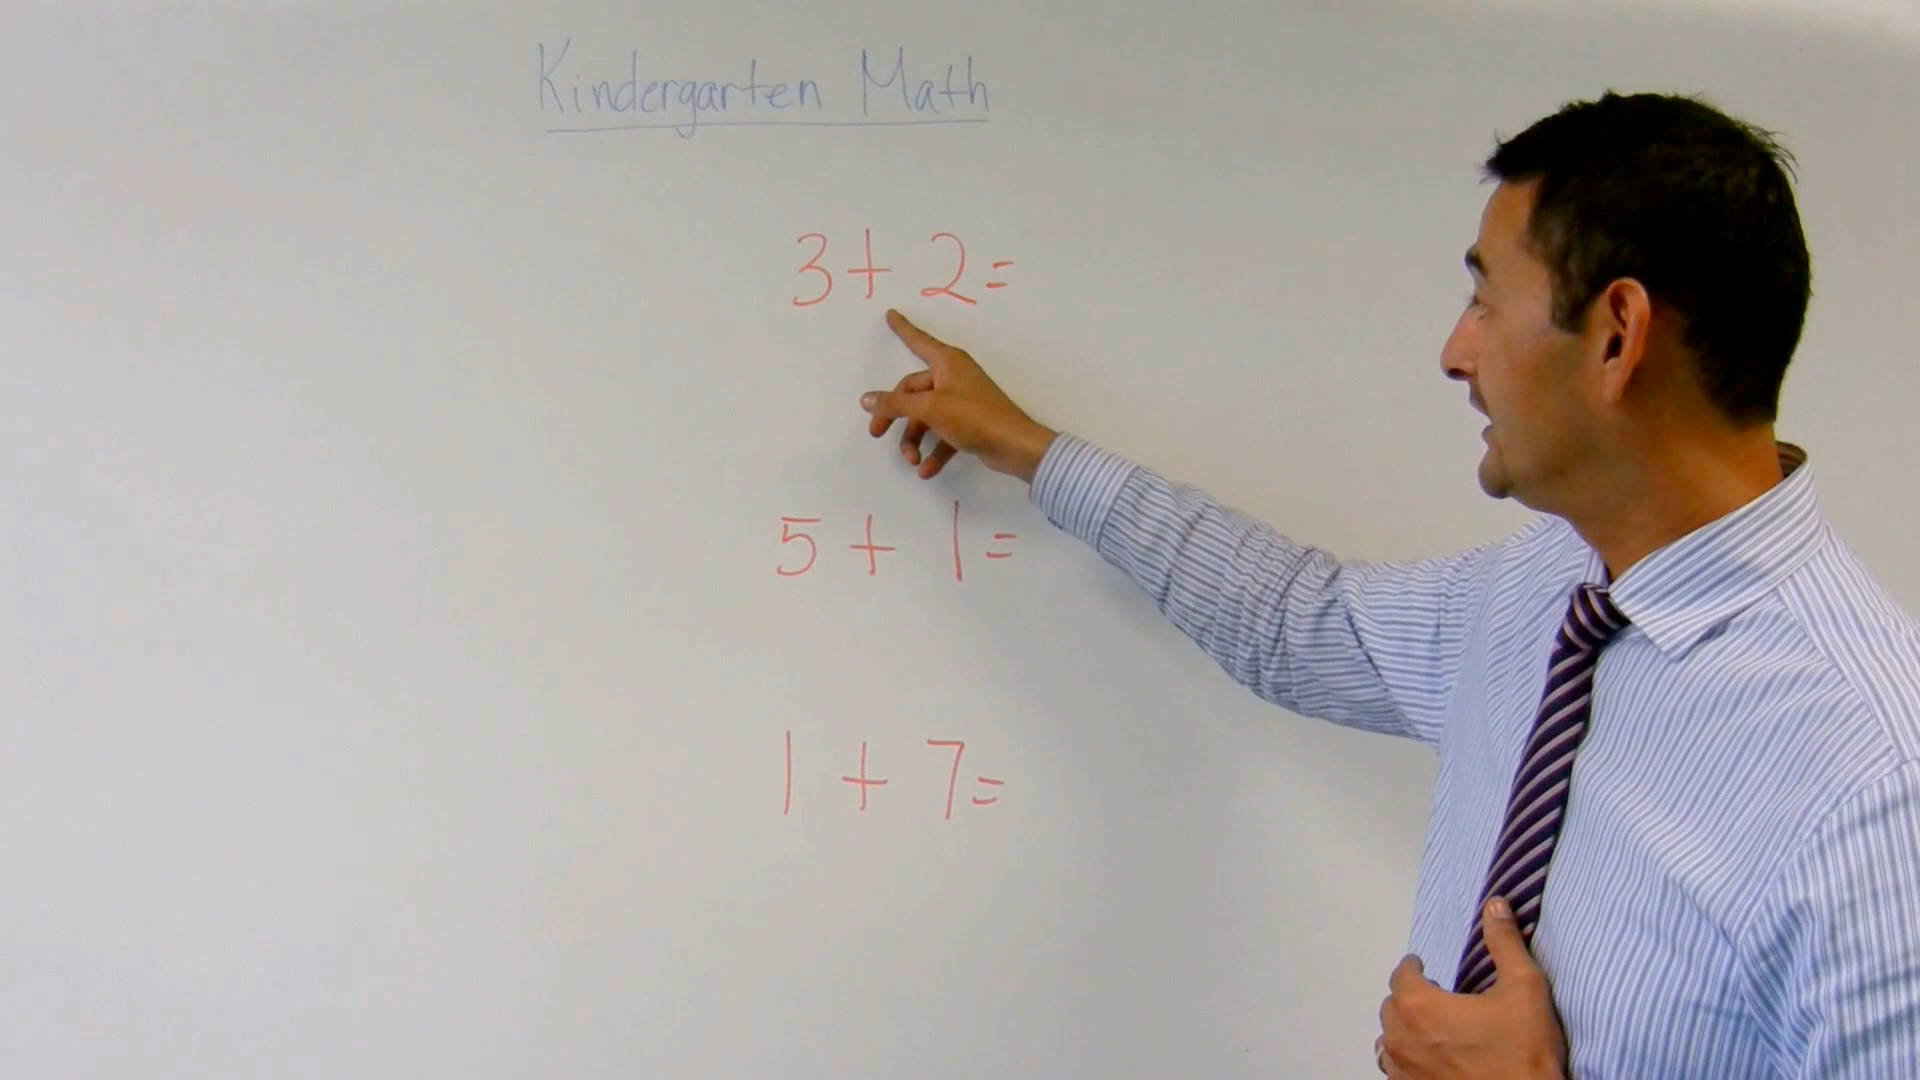 Kindergarten Math
3 + 2 =
5 + 1 =
1 + 7 =